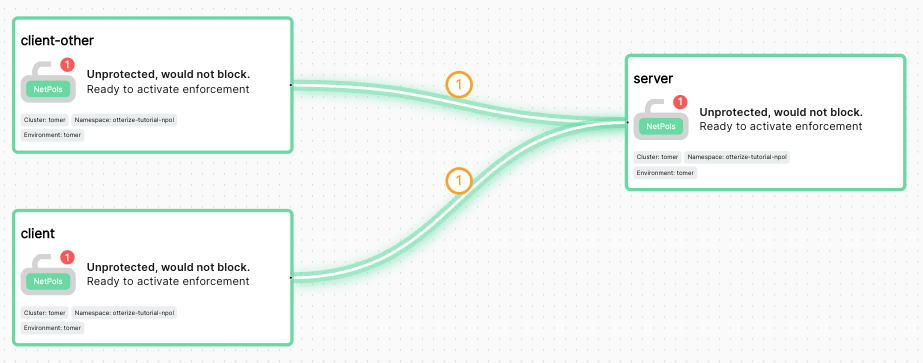 client-other
1
Unprotected, would not block.
NetPols
Ready to activate enforcement
Cluster: tomer
Namespace: otterize-tutorial-npol
Environment: tomer
1
server
1
Unprotected, would not block.
NetPols
Ready to activate enforcement
Cluster: tomer
Namespace: otterize-tutorial-npol
Environment: tomer
1
client
1
Unprotected, would not block.
NetPols
Ready to activate enforcement
Cluster: tomer
Namespace: otterize-tutorial-npol
Environment: tomer